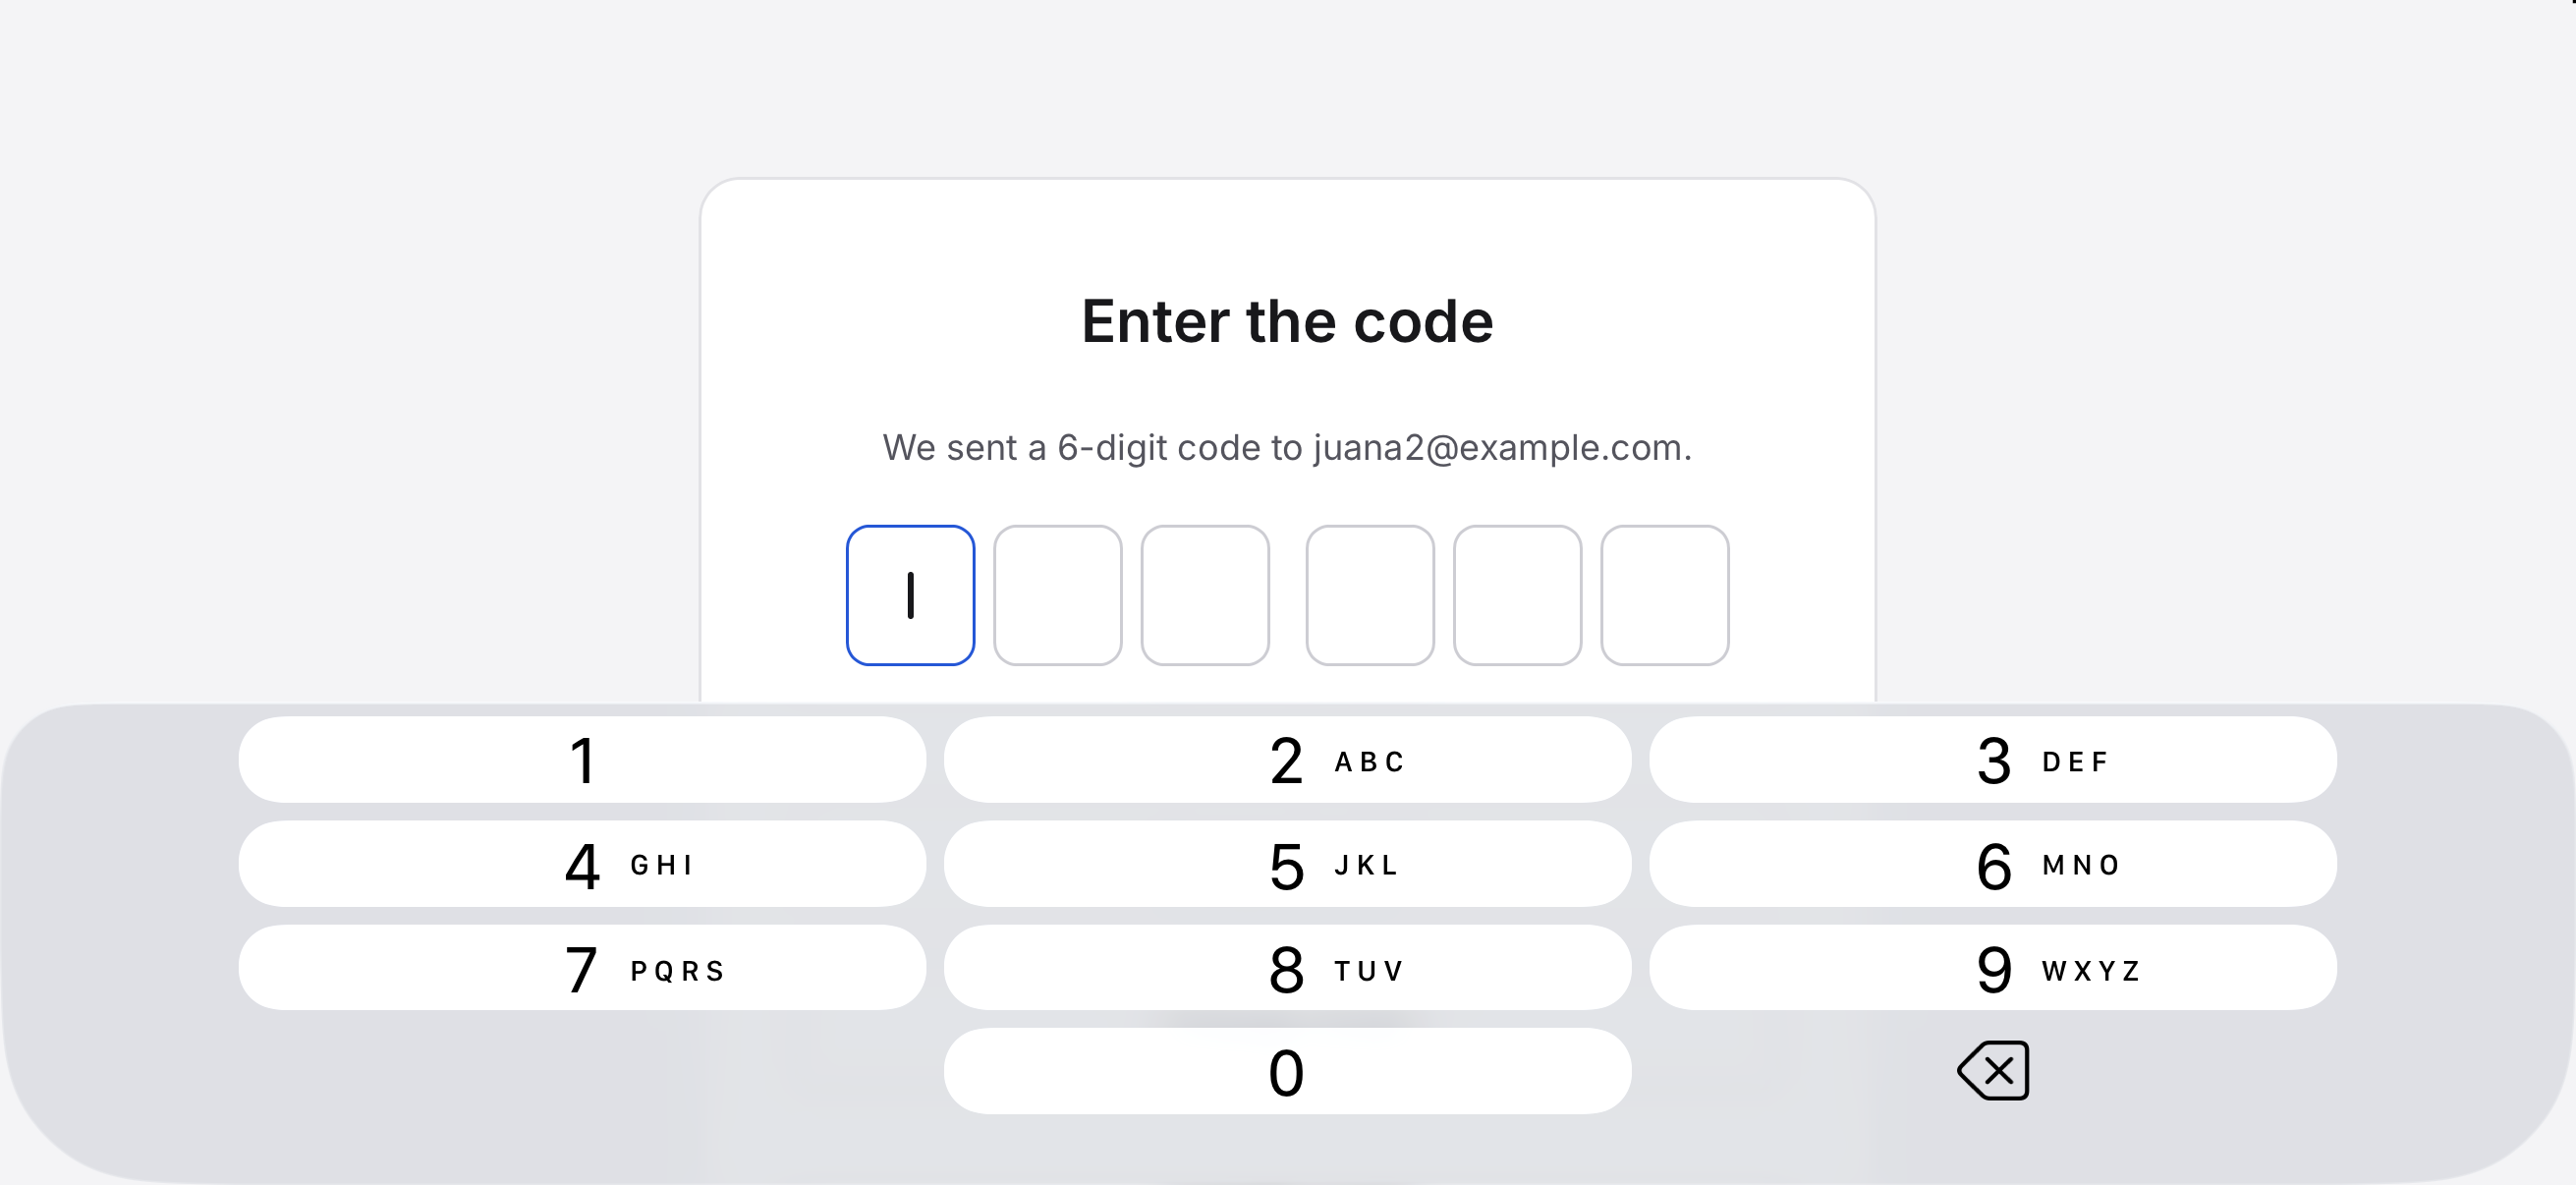 Enter the code
We sent a 6-digit code to juana2@example.com.
1
2 ABC
3 DEF
4 GHI
5 JKL
6 MNO
7 PQRS
8 TUV
9 WXYZ
0